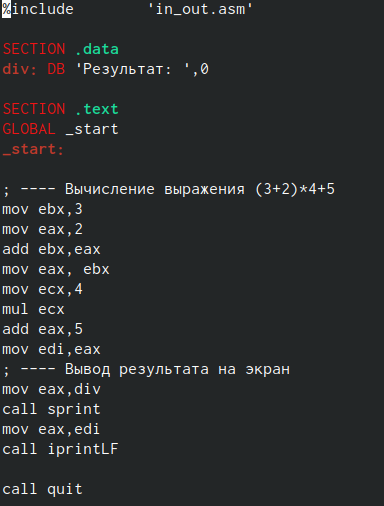 %include        'in_out.asm'
SECTION .data
div: DB 'Результат: ',0
SECTION .text
GLOBAL _start
_start:
; ---- Вычисление выражения (3+2)*4+5
mov ebx,3
mov eax,2
add ebx,eax
mov eax, ebx
mov ecx,4
mul ecx
add eax,5
mov edi,eax
; ---- Вывод результата на экран
mov eax,div
call sprint
mov eax,edi
call iprintLF
call quit